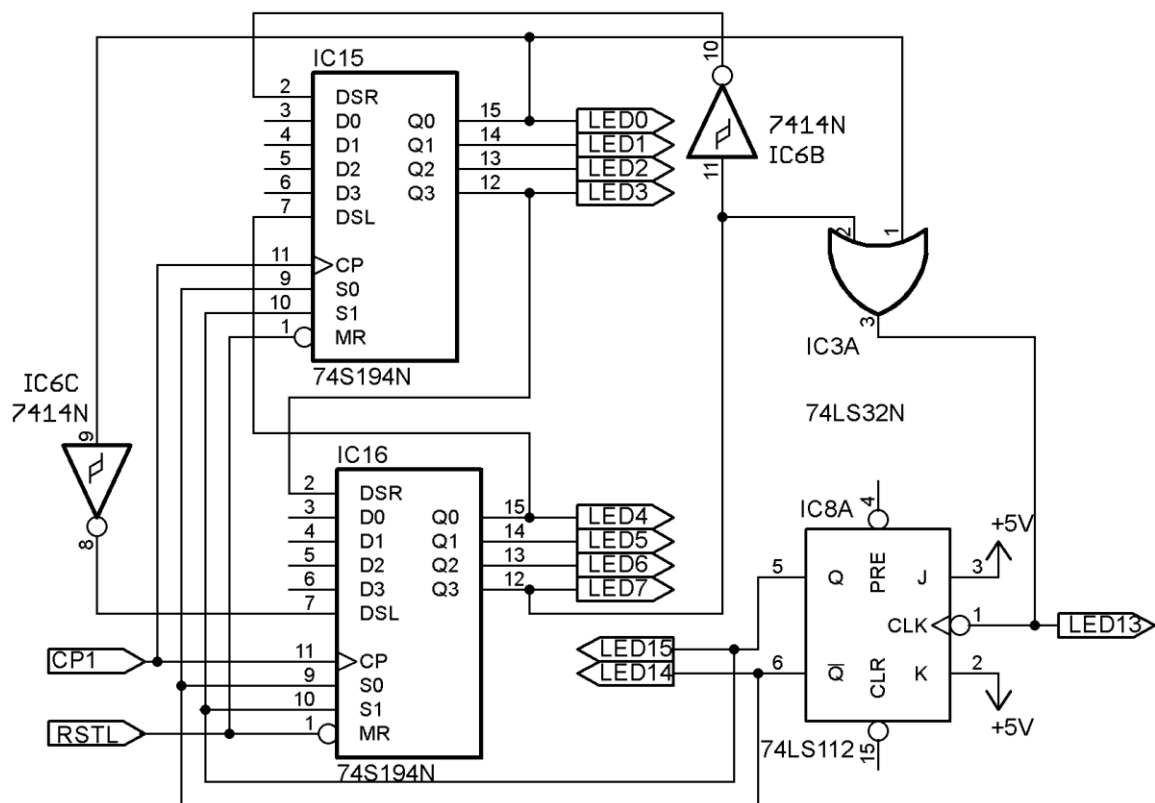 IC15
2 DSR
3 D0 Q0 15 LED0
4 D1 Q1 14 LED1
5 D2 Q2 13 LED2
6 D3 Q3 12 LED3
7 DSL
11 CP
9 S0
10 S1
1 MR
74S194N
10
7414N
IC6B
11
2 1
3
IC3A
74LS32N
IC6C
7414N
9
8
IC16
2 DSR
3 D0 Q0 15 LED4
4 D1 Q1 14 LED5
5 D2 Q2 13 LED6
6 D3 Q3 12 LED7
7 DSL
CP1 11 CP
9 S0
10 S1
RSTL 1 MR
74S194N
LED15
LED14
IC8A
4
+5V
5 Q PRE J 3
CLK 1 LED13
6 Q̅ CLR K 2
+5V
74LS112
15